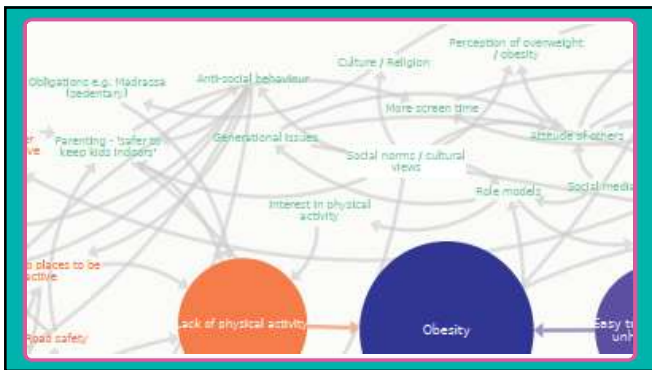 Perception of overweight
/ obesity
Culture / Religion
Anti-social behaviour
Obligations e.g. Madrassa
(sedentary)
More screen time
Generational issues
Attitude of others
Parenting - 'safer to
keep kids indoors'
Social norms / cultural
views
Role models
Social media
Interest in physical
activity
places to be
active
Lack of physical activity
Obesity
Easy
Road safety